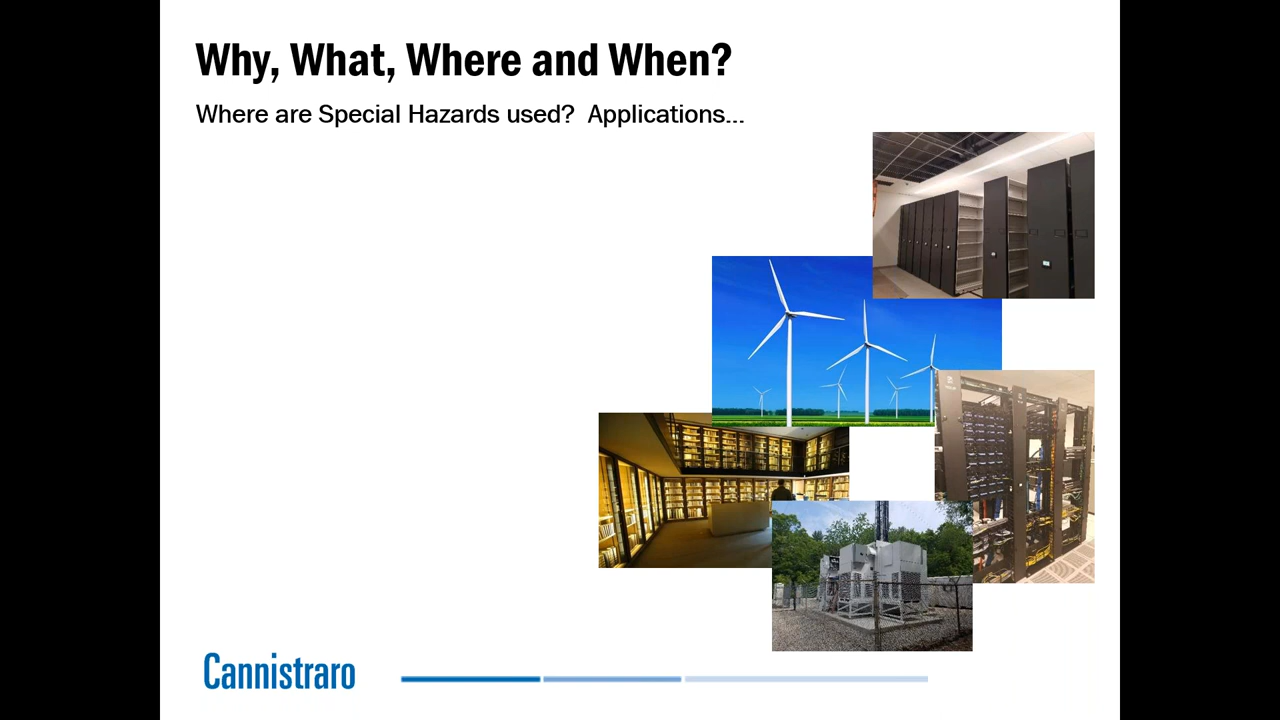 Why, What, Where and When?
Where are Special Hazards used?  Applications...
Cannistraro